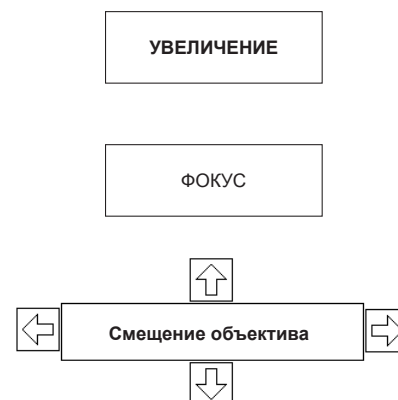 УВЕЛИЧЕНИЕ
ФОКУС
Смещение объектива